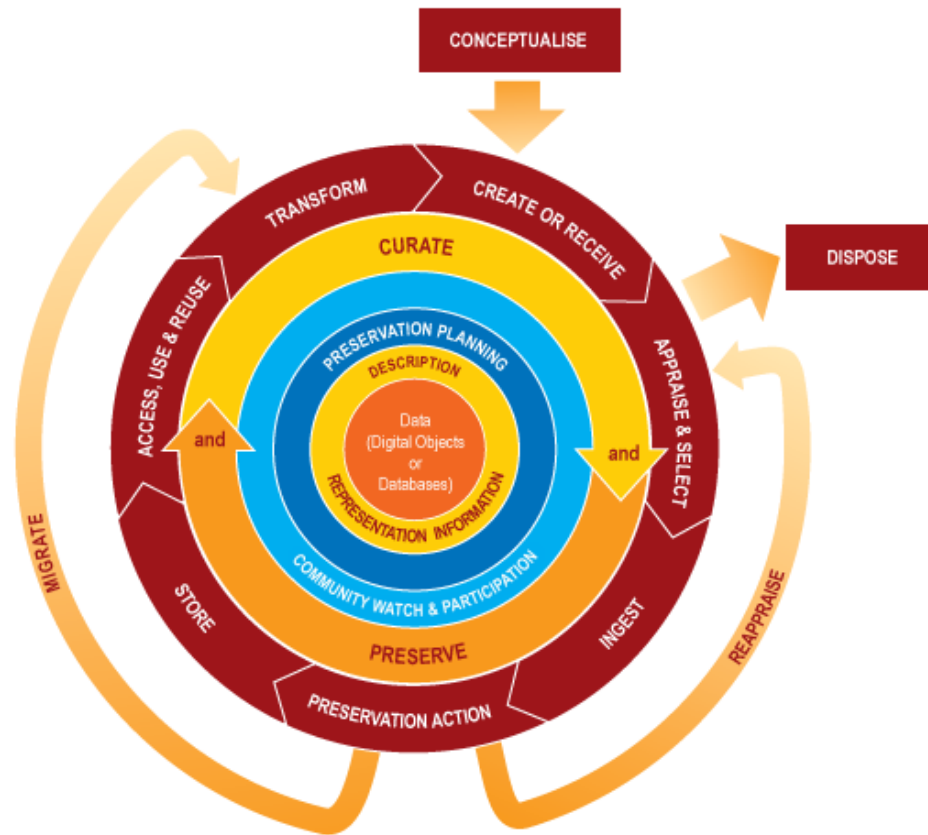 CONCEPTUALISE
CREATE OR RECEIVE
DISPOSE
APPRAISE & SELECT
INGEST
PRESERVATION ACTION
STORE
ACCESS, USE & REUSE
TRANSFORM
MIGRATE
REAPPRAISE
CURATE
and
PRESERVE
and
COMMUNITY WATCH & PARTICIPATION
PRESERVATION PLANNING
DESCRIPTION
REPRESENTATION INFORMATION
Data
(Digital Objects
or
Databases)